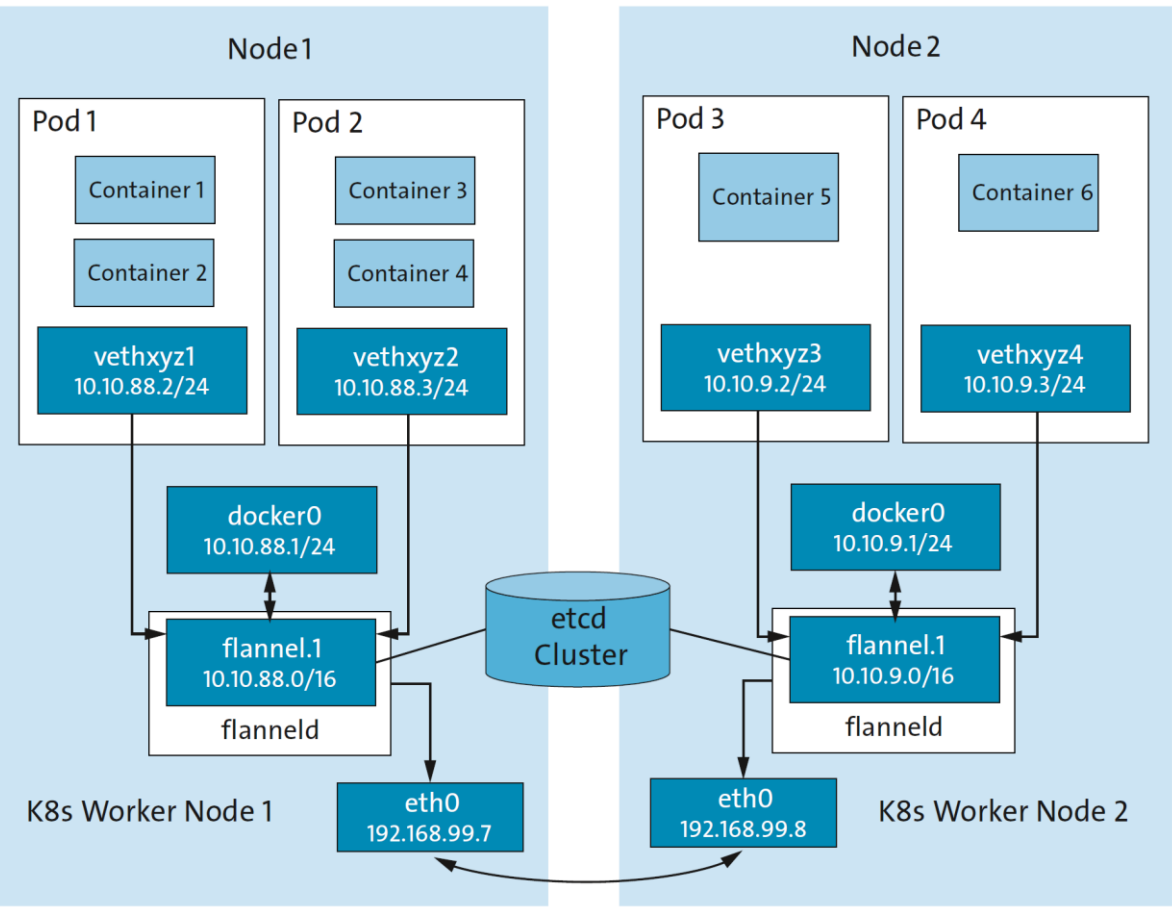 Node1
Pod 1
Container 1
Container 2
vethxyz1
10.10.88.2/24
Pod 2
Container 3
Container 4
vethxyz2
10.10.88.3/24
docker0
10.10.88.1/24
flannel.1
10.10.88.0/16
flanneld
eth0
192.168.99.7
K8s Worker Node 1
etcd
Cluster
Node 2
Pod 3
Container 5
vethxyz3
10.10.9.2/24
Pod 4
Container 6
vethxyz4
10.10.9.3/24
docker0
10.10.9.1/24
flannel.1
10.10.9.0/16
flanneld
eth0
192.168.99.8
K8s Worker Node 2